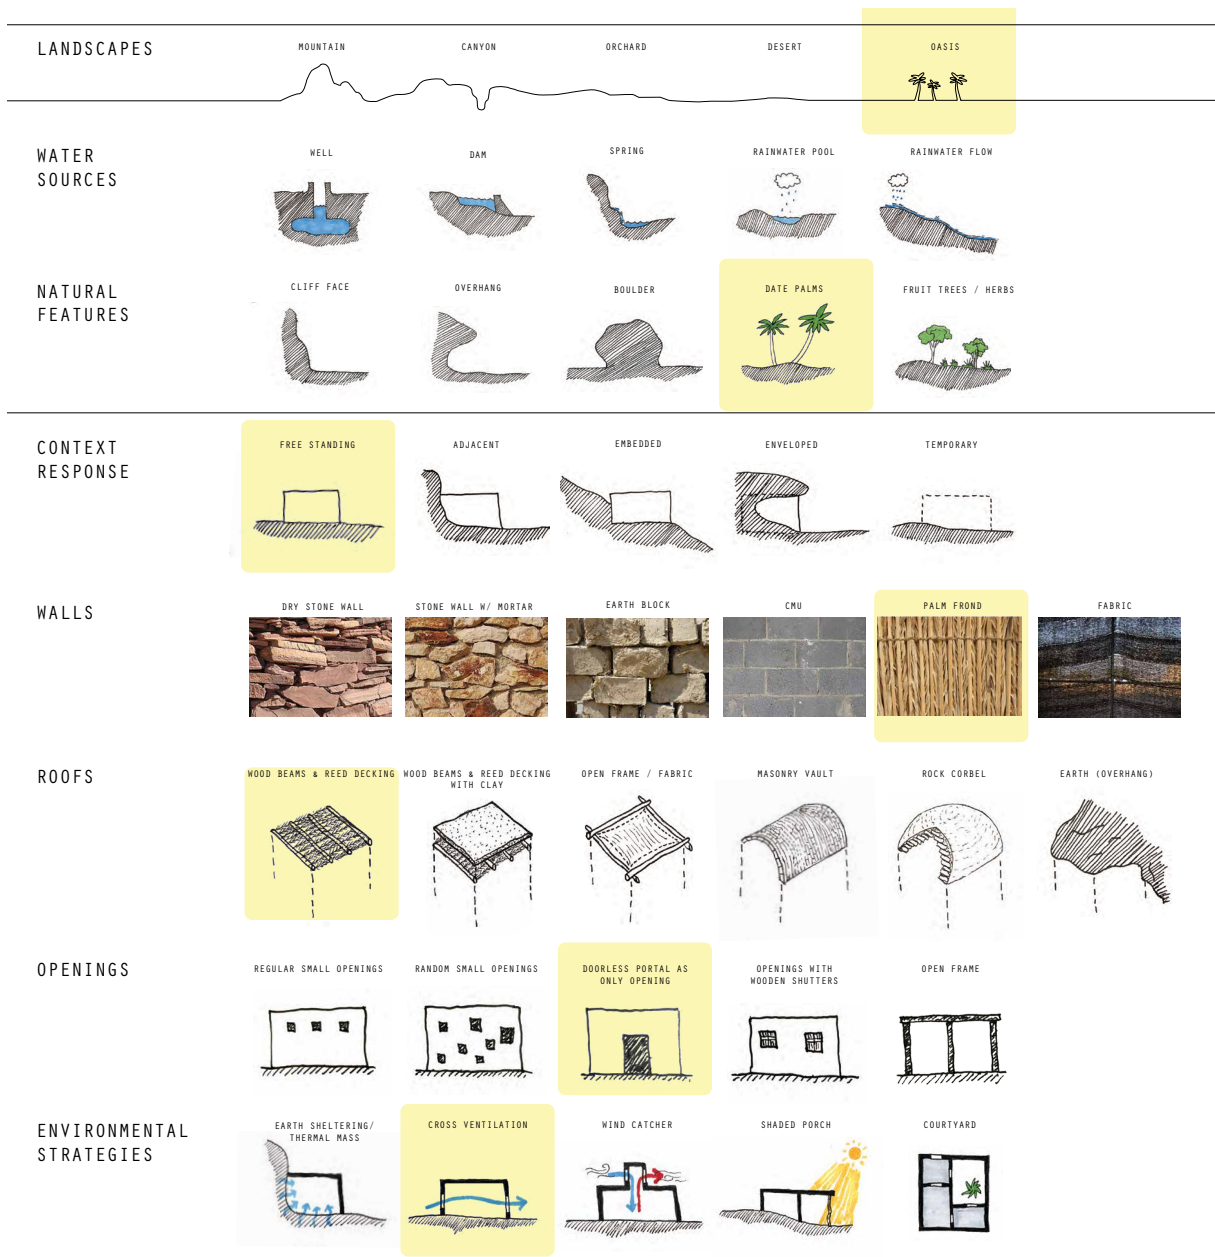 LANDSCAPES
MOUNTAIN
CANYON
ORCHARD
DESERT
OASIS
WATER
SOURCES
WELL
DAM
SPRING
RAINWATER POOL
RAINWATER FLOW
NATURAL
FEATURES
CLIFF FACE
OVERHANG
BOULDER
DATE PALMS
FRUIT TREES / HERBS
CONTEXT
RESPONSE
FREE STANDING
ADJACENT
EMBEDDED
ENVELOPED
TEMPORARY
WALLS
DRY STONE WALL
STONE WALL W/ MORTAR
EARTH BLOCK
CMU
PALM FROND
FABRIC
ROOFS
WOOD BEAMS & REED DECKING
WOOD BEAMS & REED DECKING
WITH CLAY
OPEN FRAME / FABRIC
MASONRY VAULT
ROCK CORBEL
EARTH (OVERHANG)
OPENINGS
REGULAR SMALL OPENINGS
RANDOM SMALL OPENINGS
DOORLESS PORTAL AS
ONLY OPENING
OPENINGS WITH
WOODEN SHUTTERS
OPEN FRAME
ENVIRONMENTAL
STRATEGIES
EARTH SHELTERING/
THERMAL MASS
CROSS VENTILATION
WIND CATCHER
SHADED PORCH
COURTYARD